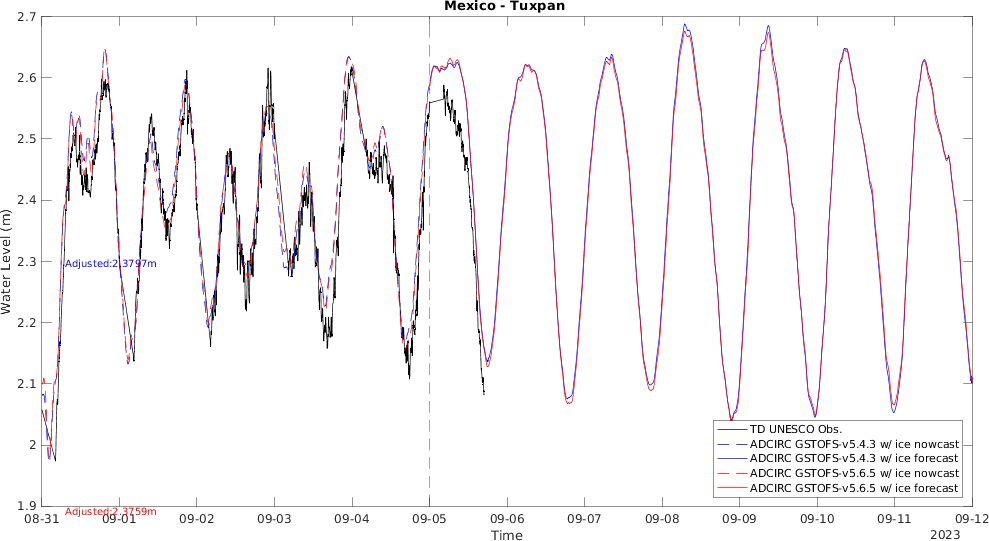 Mexico - Tuxpan
2.7
2.6
2.5
2.4
2.3
2.2
2.1
2
1.9
Water Level (m)
Adjusted:2.3797m
Adjusted:2.3759m
TD UNESCO Obs.
ADCIRC GSTOFS-v5.4.3 w/ ice nowcast
ADCIRC GSTOFS-v5.4.3 w/ ice forecast
ADCIRC GSTOFS-v5.6.5 w/ ice nowcast
ADCIRC GSTOFS-v5.6.5 w/ ice forecast
08-31 09-01 09-02 09-03 09-04 09-05 09-06 09-07 09-08 09-09 09-10 09-11 09-12
Time
2023